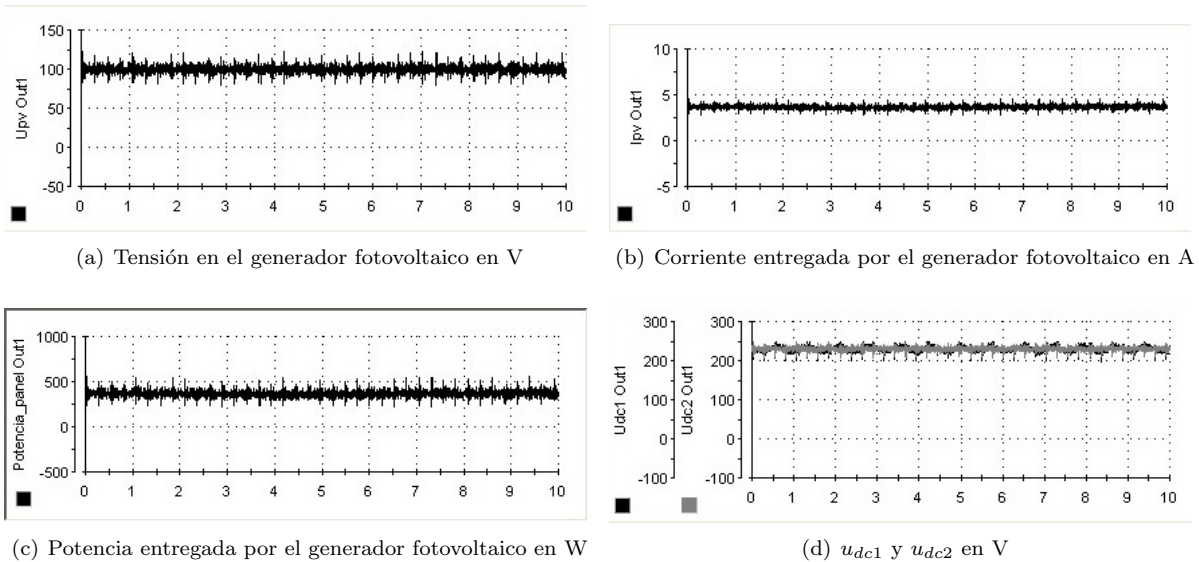 150
100
50
0
-50
Upv Out1
0 1 2 3 4 5 6 7 8 9 10
(a) Tensión en el generador fotovoltaico en V
10
5
0
-5
Ipv Out1
0 1 2 3 4 5 6 7 8 9 10
(b) Corriente entregada por el generador fotovoltaico en A
1000
500
0
-500
Potencia_panel Out1
0 1 2 3 4 5 6 7 8 9 10
(c) Potencia entregada por el generador fotovoltaico en W
300 300
200 200
100 100
0 0
-100 -100
Udc1 Out1
Udc2 Out1
0 1 2 3 4 5 6 7 8 9 10
(d) u_{dc1} y u_{dc2} en V